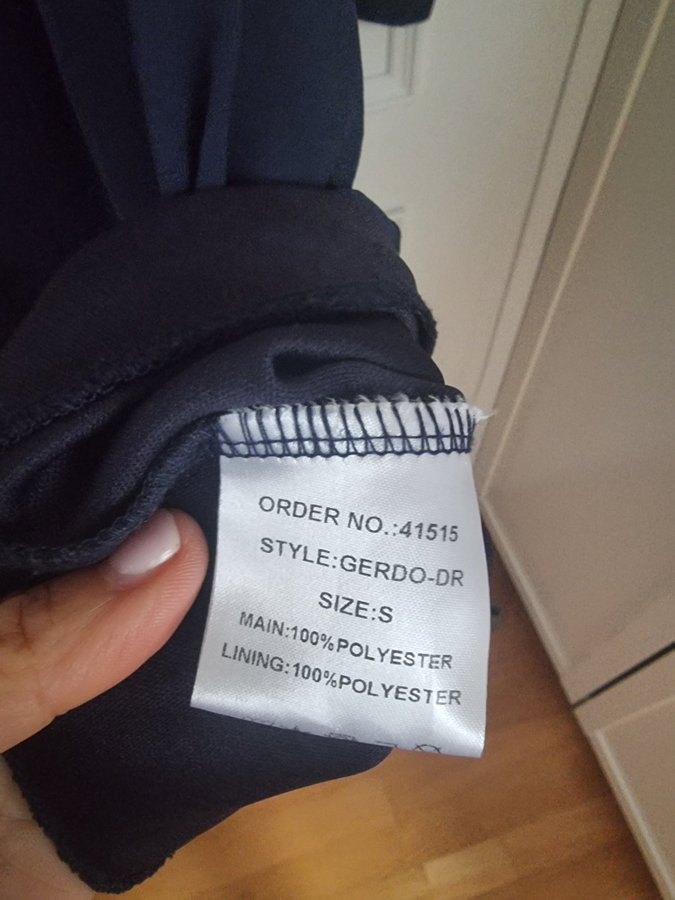 ORDER NO.:41515
STYLE:GERDO-DR
SIZE:S
MAIN:100%POLYESTER
LINING:100%POLYESTER